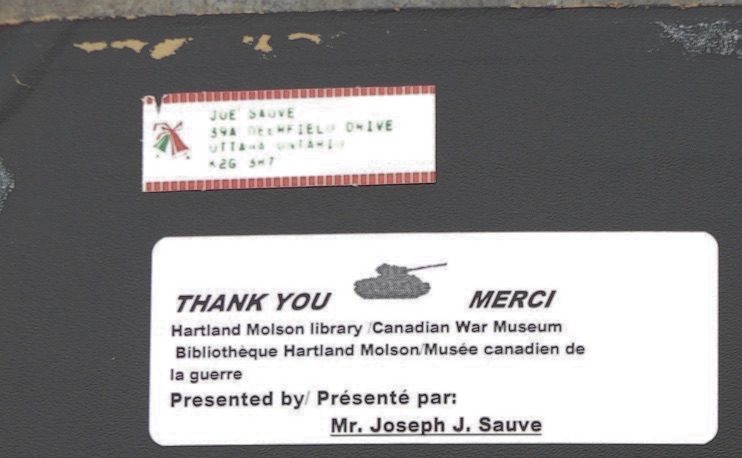 JOE SAUVE
39A DEERFIELD DRIVE
OTTAWA ONTARIO
K2G
THANK YOU MERCI
Hartland Molson library /Canadian War Museum
Bibliothèque Hartland Molson/Musée canadien de
la guerre
Presented by/ Présenté par:
Mr. Joseph J. Sauve